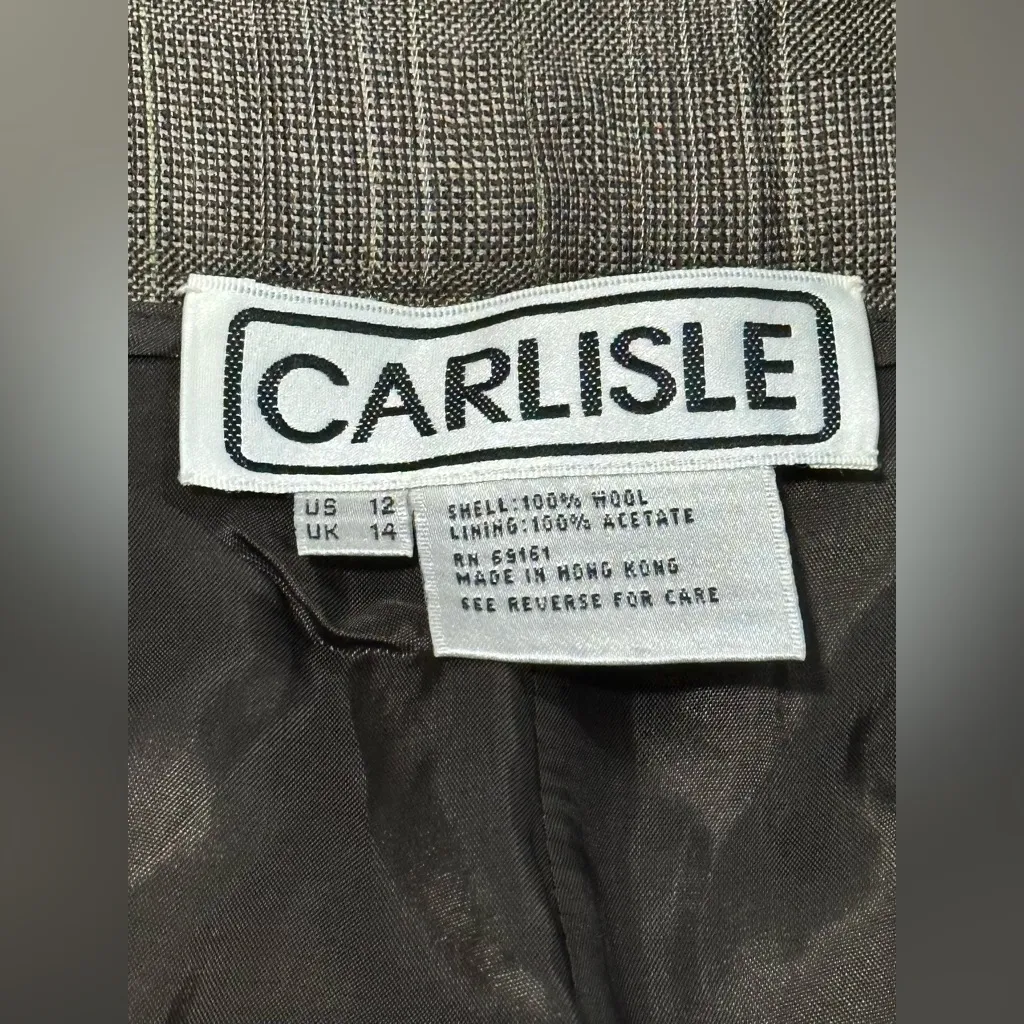 CARLISLE
US 12
UK 14
SHELL:100% WOOL
LINING:100% ACETATE
RN 69161
MADE IN HONG KONG
SEE REVERSE FOR CARE